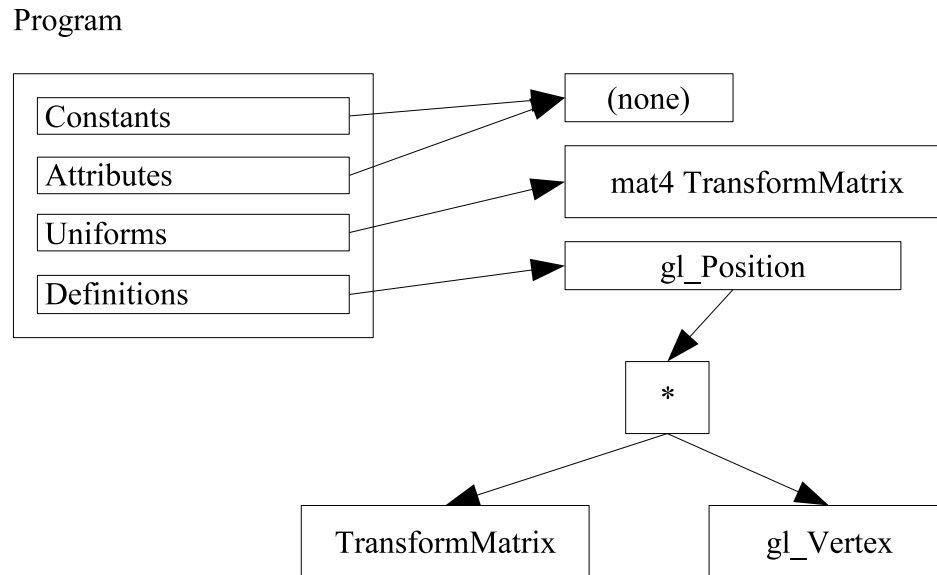 Program
Constants
(none)
Attributes
mat4 TransformMatrix
Uniforms
gl_Position
Definitions
*
TransformMatrix
gl_Vertex